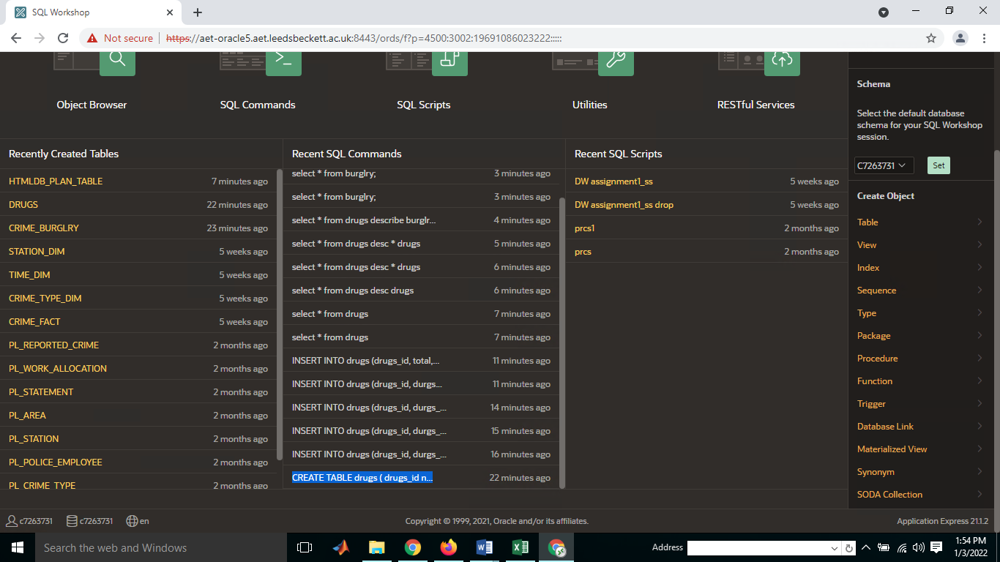 SQL Workshop
Not secure
https://aet-oracle5.aet.leedsbeckett.ac.uk:8443/ords/f?p=4500:3002:19691086023222:::::
Object Browser
SQL Commands
SQL Scripts
Utilities
RESTful Services
Recently Created Tables
HTMLDB_PLAN_TABLE 7 minutes ago
DRUGS 22 minutes ago
CRIME_BURGLRY 23 minutes ago
STATION_DIM 5 weeks ago
TIME_DIM 5 weeks ago
CRIME_TYPE_DIM 5 weeks ago
CRIME_FACT 5 weeks ago
PL_REPORTED_CRIME 2 months ago
PL_WORK_ALLOCATION 2 months ago
PL_STATEMENT 2 months ago
PL_AREA 2 months ago
PL_STATION 2 months ago
PL_POLICE_EMPLOYEE 2 months ago
PL_CRIME_TYPE 2 months ago
Recent SQL Commands
select * from burglry; 3 minutes ago
select * from burglry; 3 minutes ago
select * from drugs describe burglr... 4 minutes ago
select * from drugs desc * drugs 5 minutes ago
select * from drugs desc * drugs 6 minutes ago
select * from drugs desc drugs 6 minutes ago
select * from drugs 7 minutes ago
select * from drugs 7 minutes ago
INSERT INTO drugs (drugs_id, total,... 11 minutes ago
INSERT INTO drugs (drugs_id, durgs... 11 minutes ago
INSERT INTO drugs (drugs_id, durgs_... 14 minutes ago
INSERT INTO drugs (drugs_id, durgs_... 15 minutes ago
INSERT INTO drugs (drugs_id, durgs_... 16 minutes ago
CREATE TABLE drugs ( drugs_id n... 22 minutes ago
Recent SQL Scripts
DW assignment1_ss 5 weeks ago
DW assignment1_ss drop 5 weeks ago
prcs1 2 months ago
prcs 2 months ago
Schema
Select the default database
schema for your SQL Workshop
session.
C7263731 Set
Create Object
Table
View
Index
Sequence
Type
Package
Procedure
Function
Trigger
Database Link
Materialized View
Synonym
SODA Collection
c7263731 c7263731 en
Copyright © 1999, 2021, Oracle and/or its affiliates.
Application Express 21.1.2
Search the web and Windows
Address
1:54 PM
1/3/2022